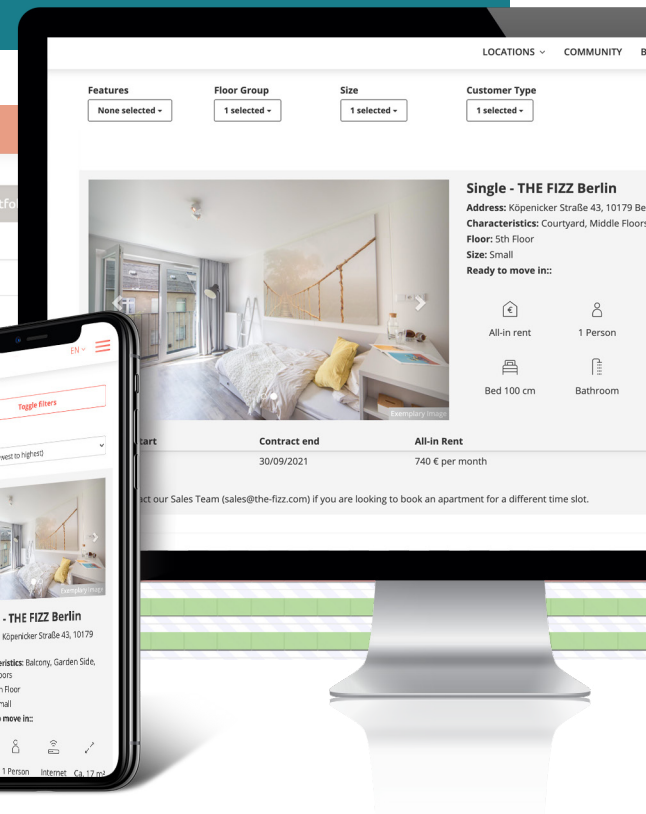 LOCATIONS COMMUNITY
Features Floor Group Size Customer Type
None selected 1 selected 1 selected 1 selected
Single - THE FIZZ Berlin
Address: Köpenicker Straße 43, 10179
Characteristics: Courtyard, Middle Floors
Floor: 5th Floor
Size: Small
Ready to move in::
€
All-in rent 1 Person
Bed 100 cm Bathroom
Exemplary Image
Contract end All-in Rent
30/09/2021 740 € per month
our Sales Team (sales@the-fizz.com) if you are looking to book an apartment for a different time slot.
EN
Toggle filters
to highest)
Exemplary Image
- THE FIZZ Berlin
Köpenicker Straße 43, 10179
Balcony, Garden Side,
Floor
move in::
1 Person Internet Ca. 17 m²